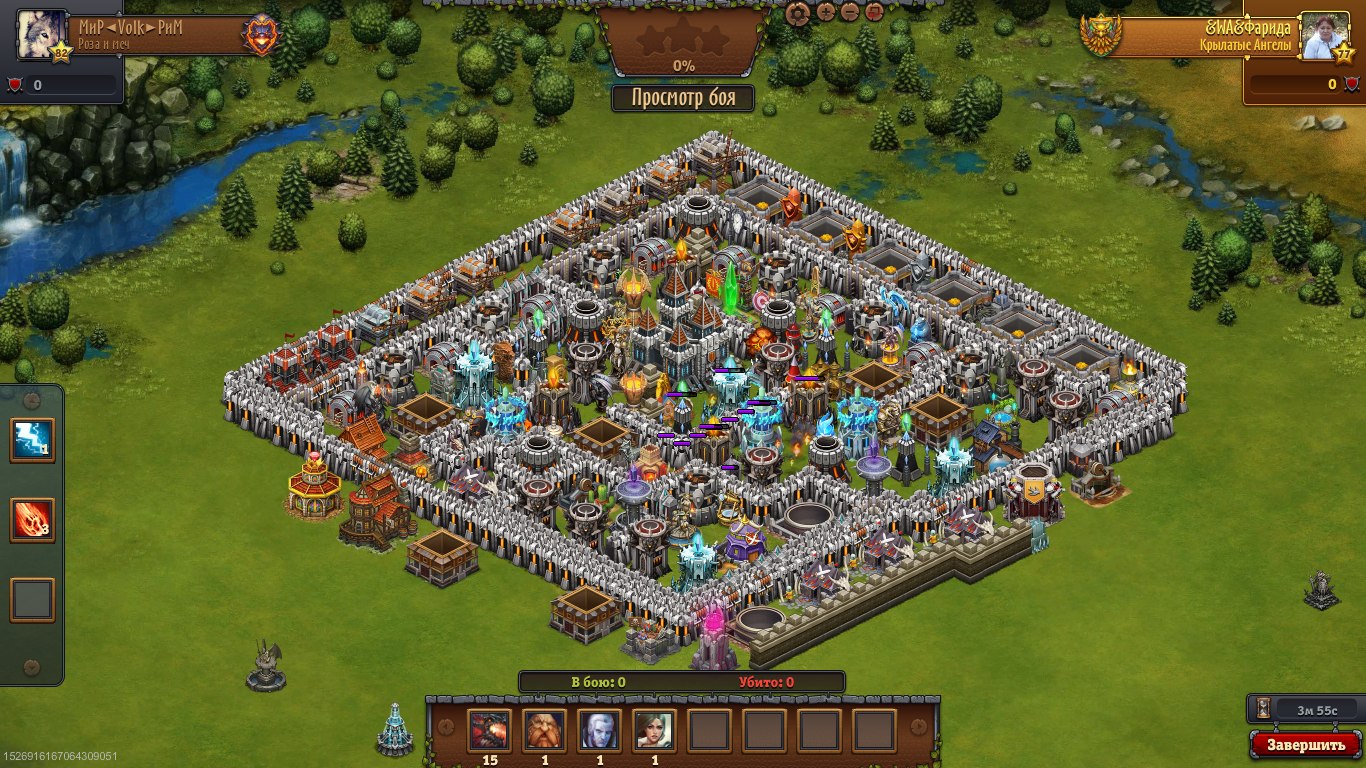 МиР◄Volk►РиМ
Роза и меч
82
0
0%
Просмотр боя
&WA&Фарида
Крылатые Ангелы
77
0
1
3
В бою: 0
Убито: 0
15
1
1
1
3м 55с
Завершить
1526916167064309051